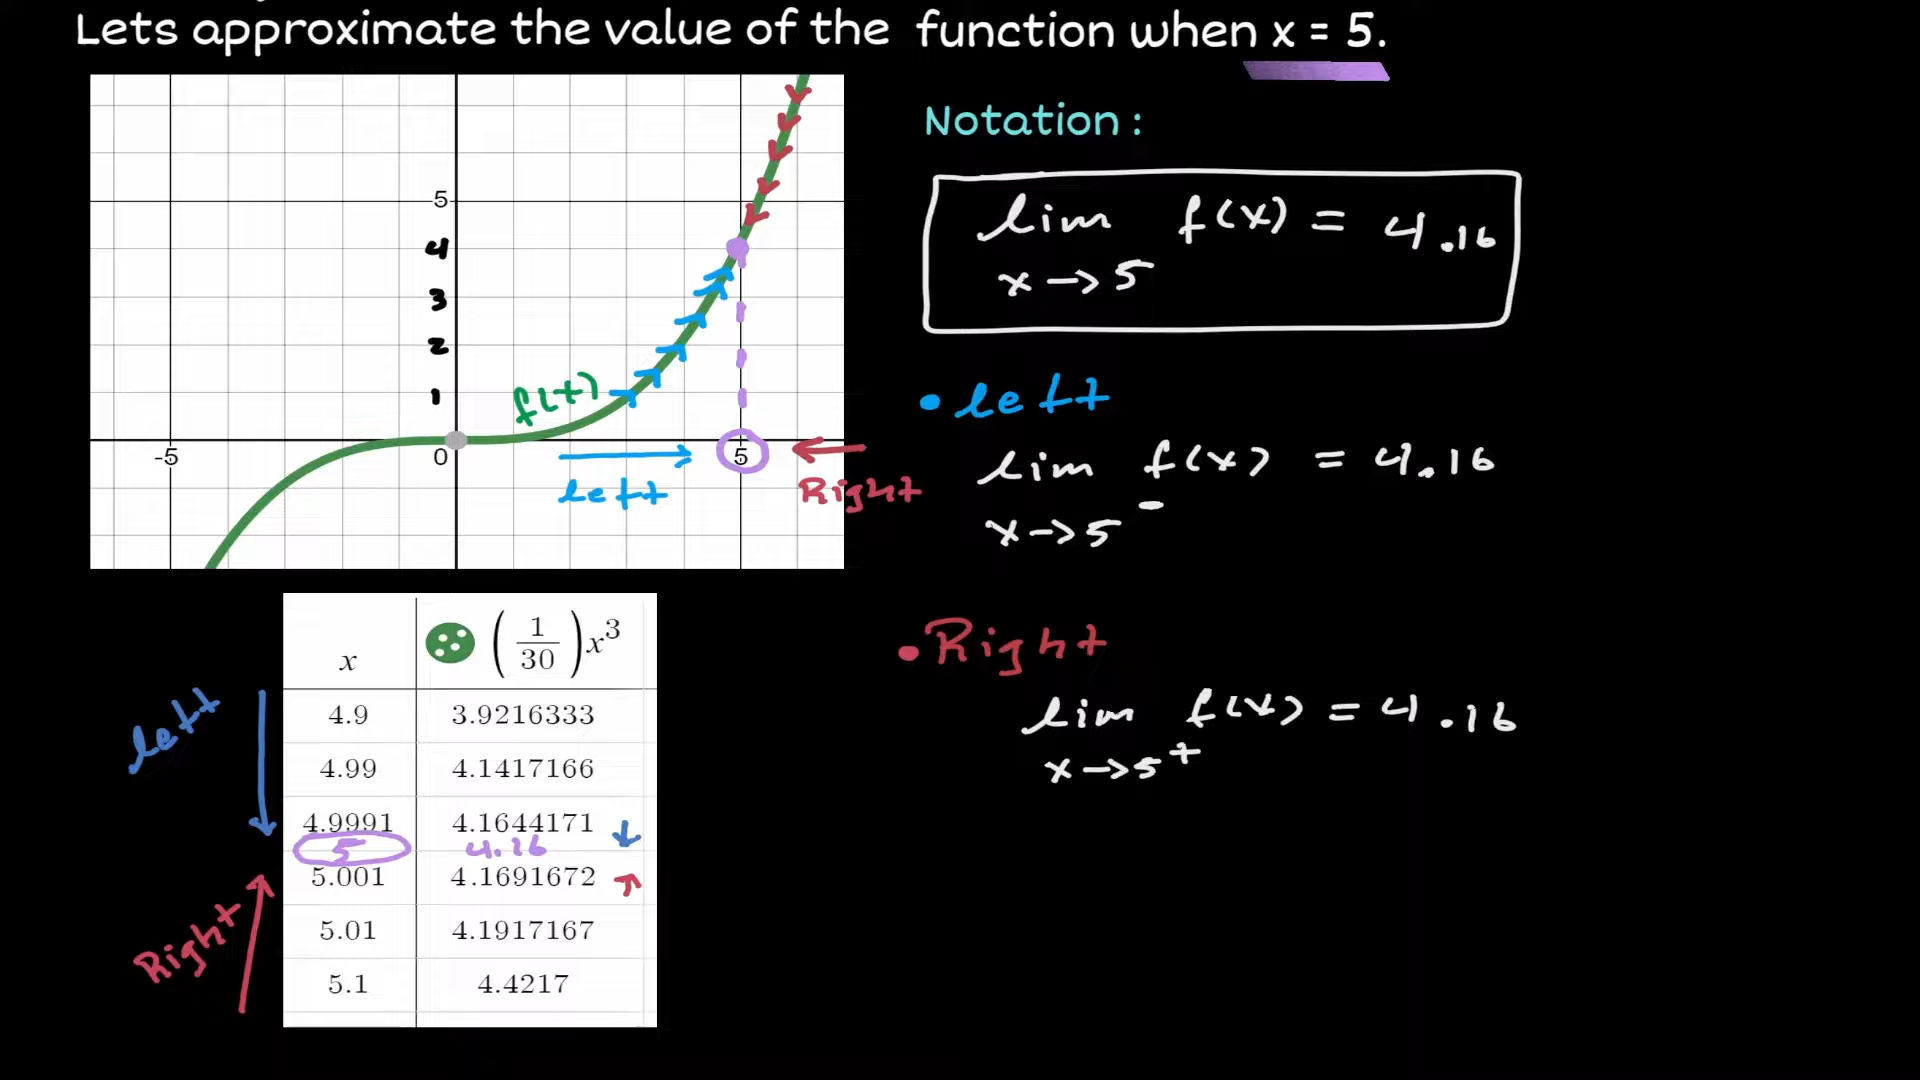 Lets approximate the value of the function when x = 5.
Notation :
lim f(x) = 4.16
x → 5
• left
lim f(x) = 4.16
x → 5⁻
• Right
lim f(x) = 4.16
x → 5⁺
5
4
3
2
1
f(x)
-5 0 5
left Right
x (1/30)x³
4.9 3.9216333
4.99 4.1417166
4.9991 4.1644171
5 4.16
5.001 4.1691672
5.01 4.1917167
5.1 4.4217
left
Right